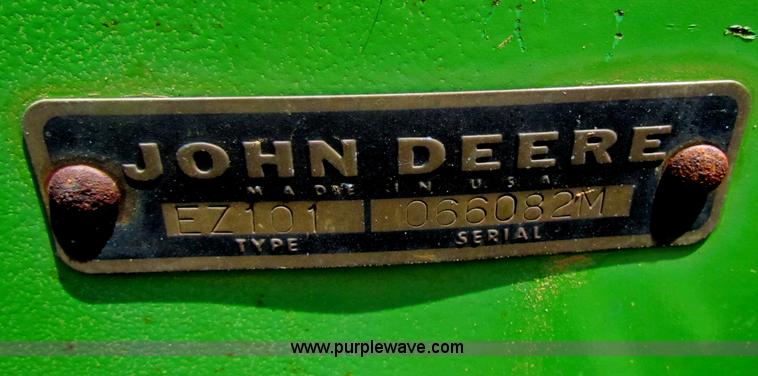 JOHN DEERE
MADE IN U.S.A.
EZ101 066082M
TYPE SERIAL
www.purplewave.com